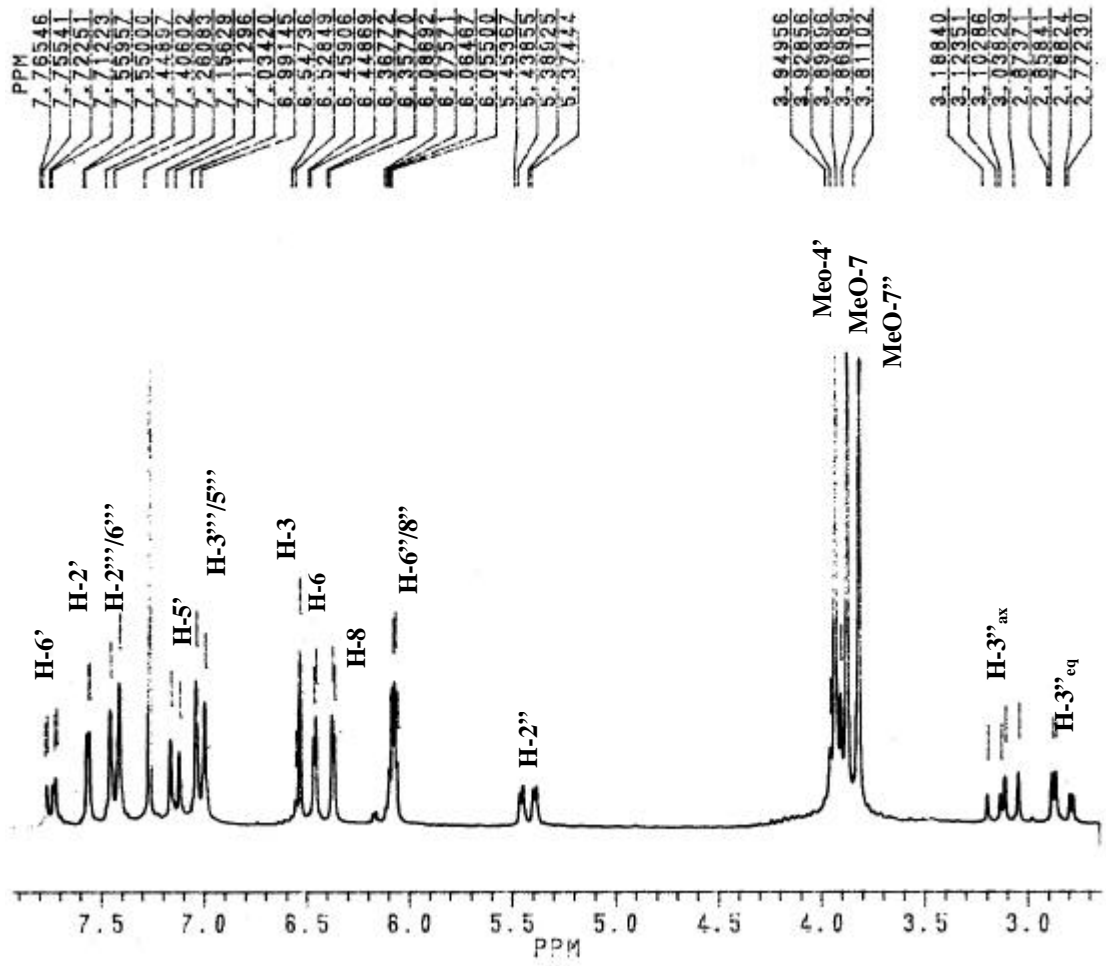 PPM
7.76546
7.75541
7.72251
7.71223
7.55957
7.55000
7.44897
7.40602
7.26083
7.15629
7.11296
7.03420
6.99145
6.54736
6.52849
6.45906
6.44869
6.36772
6.35770
6.08692
6.07571
6.06467
6.05500
5.45367
5.43855
5.38925
5.37444
3.94956
3.92856
3.89896
3.86989
3.81102
3.18840
3.12351
3.10286
3.03829
2.87371
2.85841
2.78824
2.77230
Meo-4’
MeO-7
MeO-7”
H-6’
H-2’
H-2”’/6”’
H-5’
H-3”’/5”’
H-3
H-6
H-8
H-6”/8”
H-2”
H-3”ax
H-3”eq
7.5 7.0 6.5 6.0 5.5 5.0 4.5 4.0 3.5 3.0
PPM